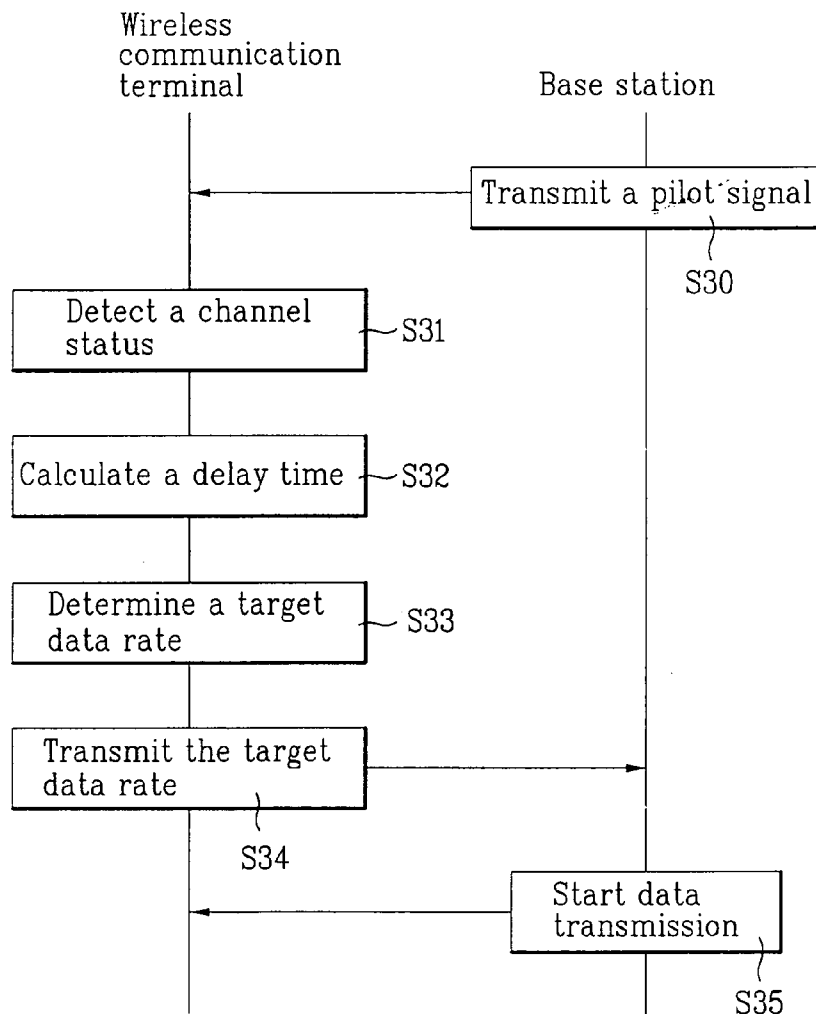 Wireless
communication
terminal
Base station
Transmit a pilot signal
S30
Detect a channel
status
S31
Calculate a delay time
S32
Determine a target
data rate
S33
Transmit the target
data rate
S34
Start data
transmission
S35